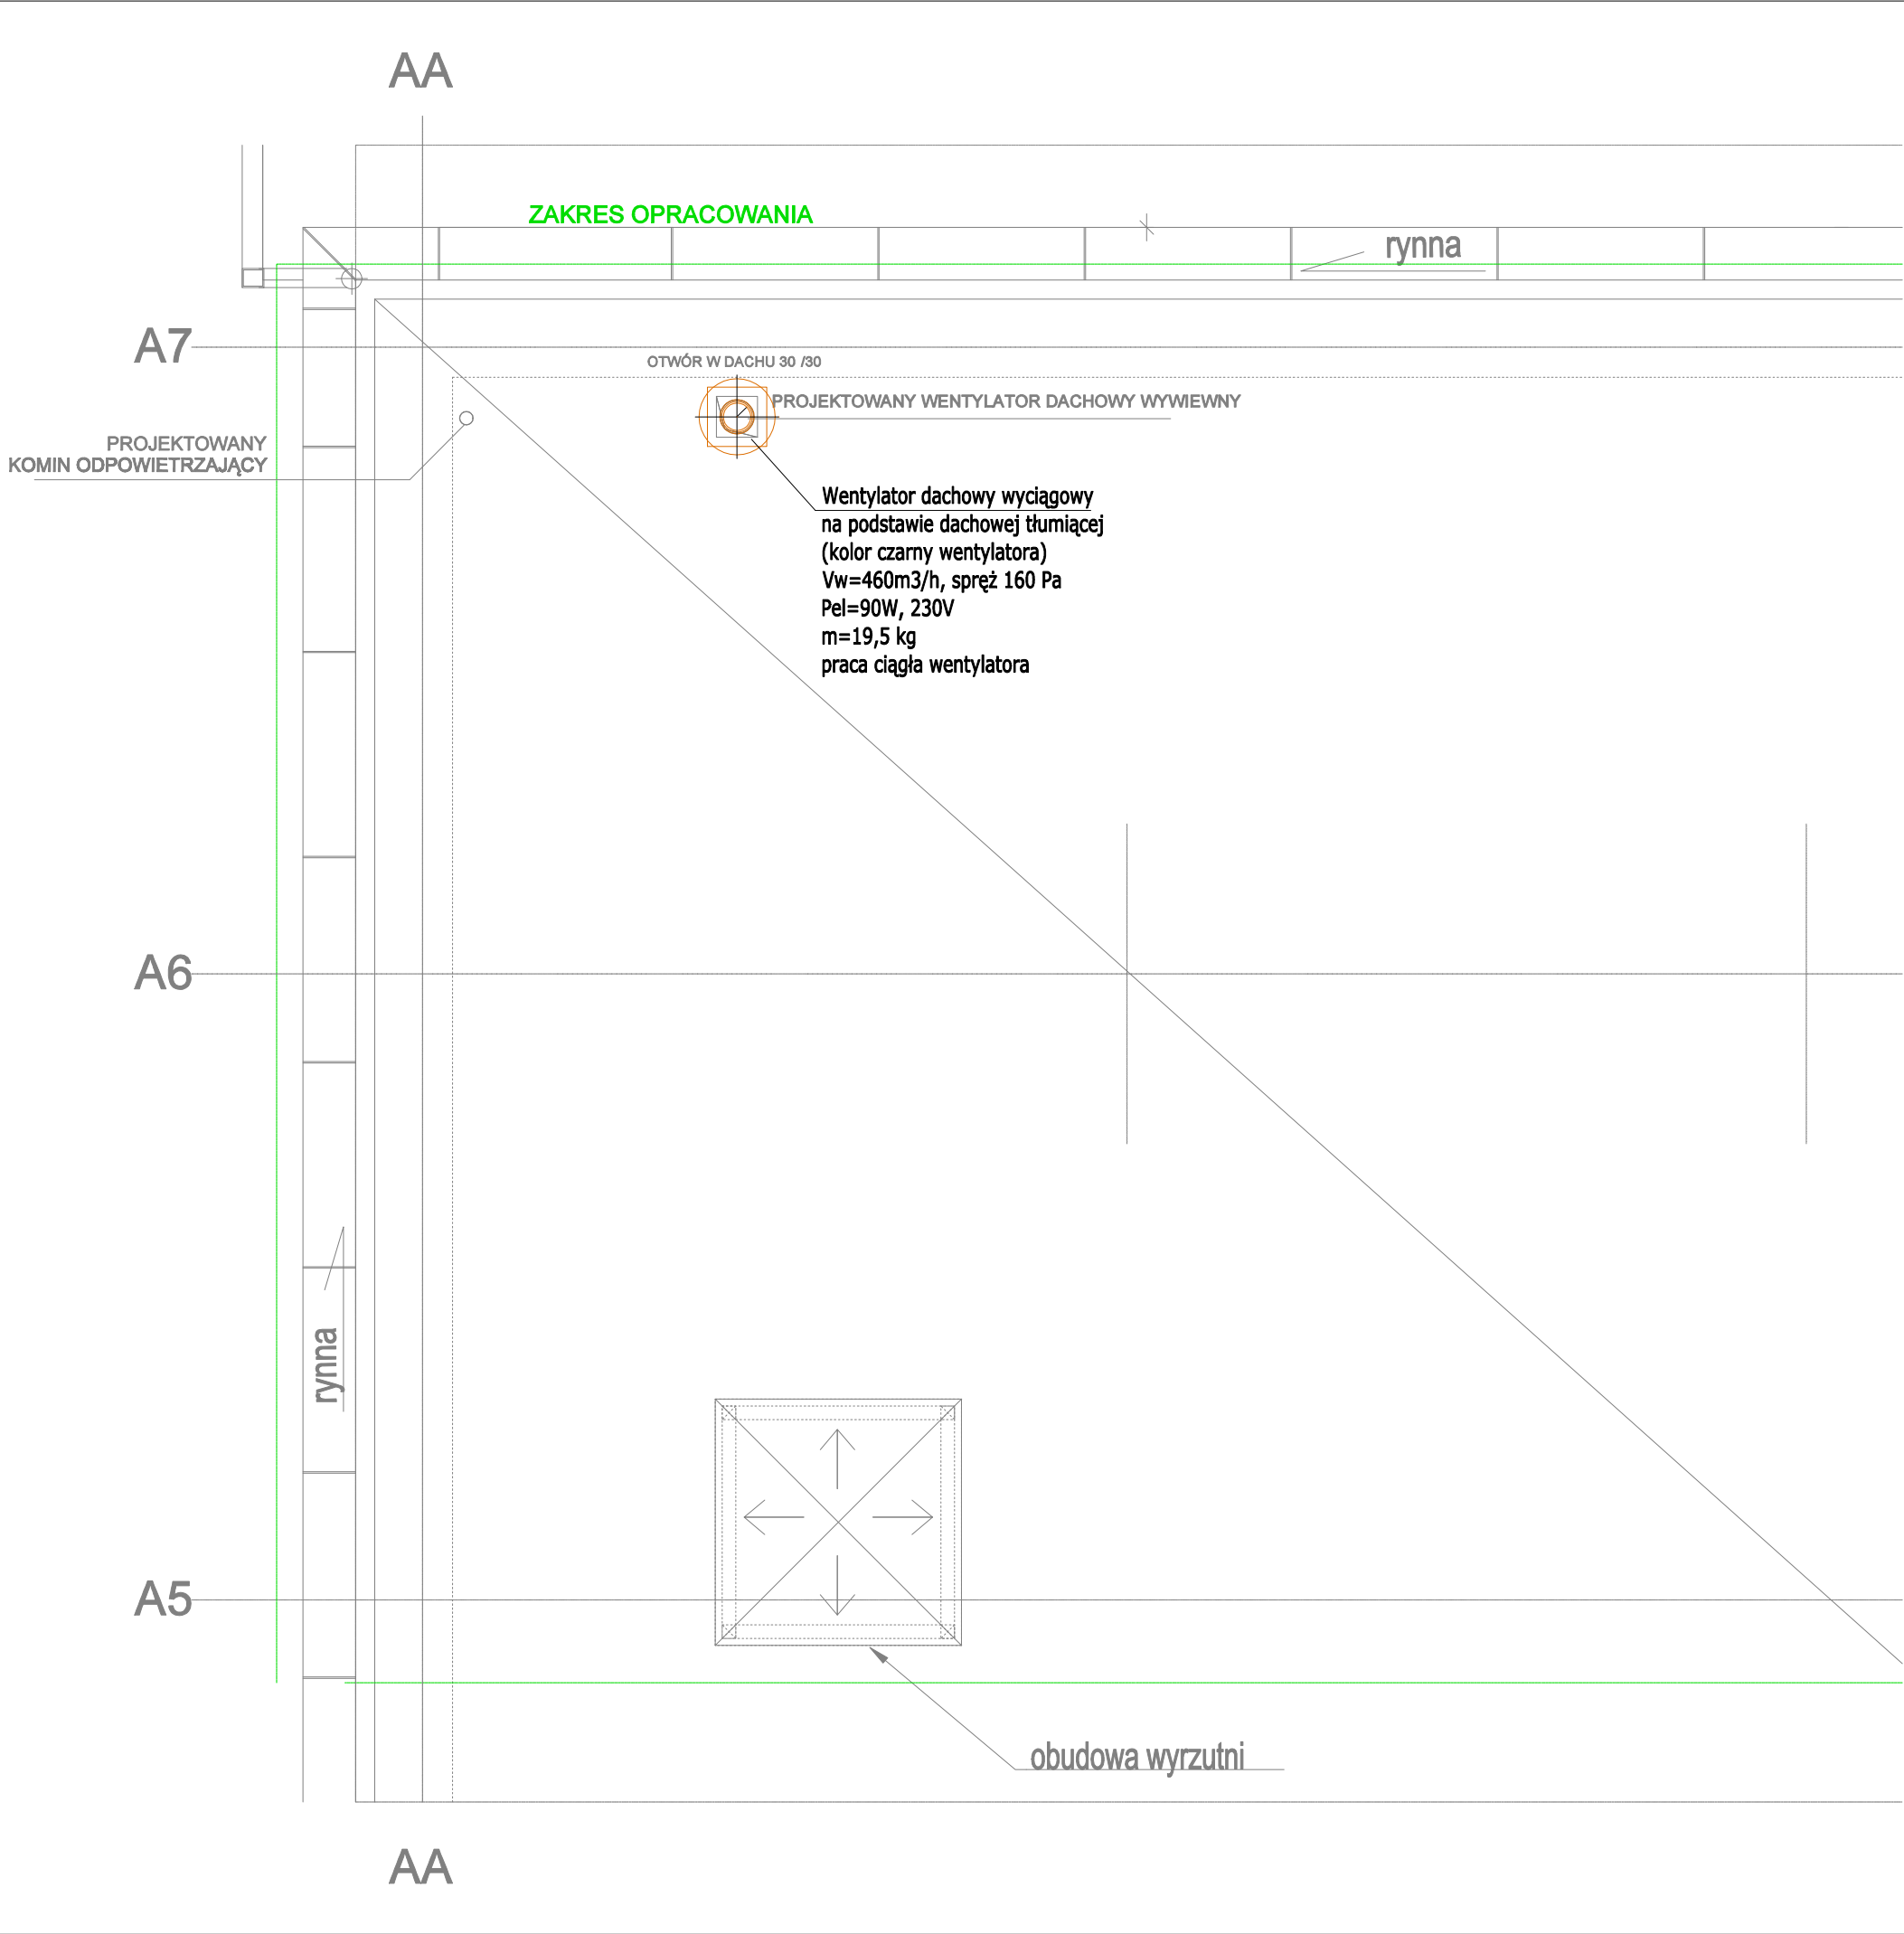 AA
ZAKRES OPRACOWANIA
rynna
A7
OTWÓR W DACHU 30 /30
PROJEKTOWANY WENTYLATOR DACHOWY WYWIEWNY
PROJEKTOWANY
KOMIN ODPOWIETRZAJĄCY
Wentylator dachowy wyciągowy
na podstawie dachowej tłumiącej
(kolor czarny wentylatora)
Vw=460m3/h, spręż 160 Pa
Pel=90W, 230V
m=19,5 kg
praca ciągła wentylatora
A6
rynna
A5
obudowa wyrzutni
AA